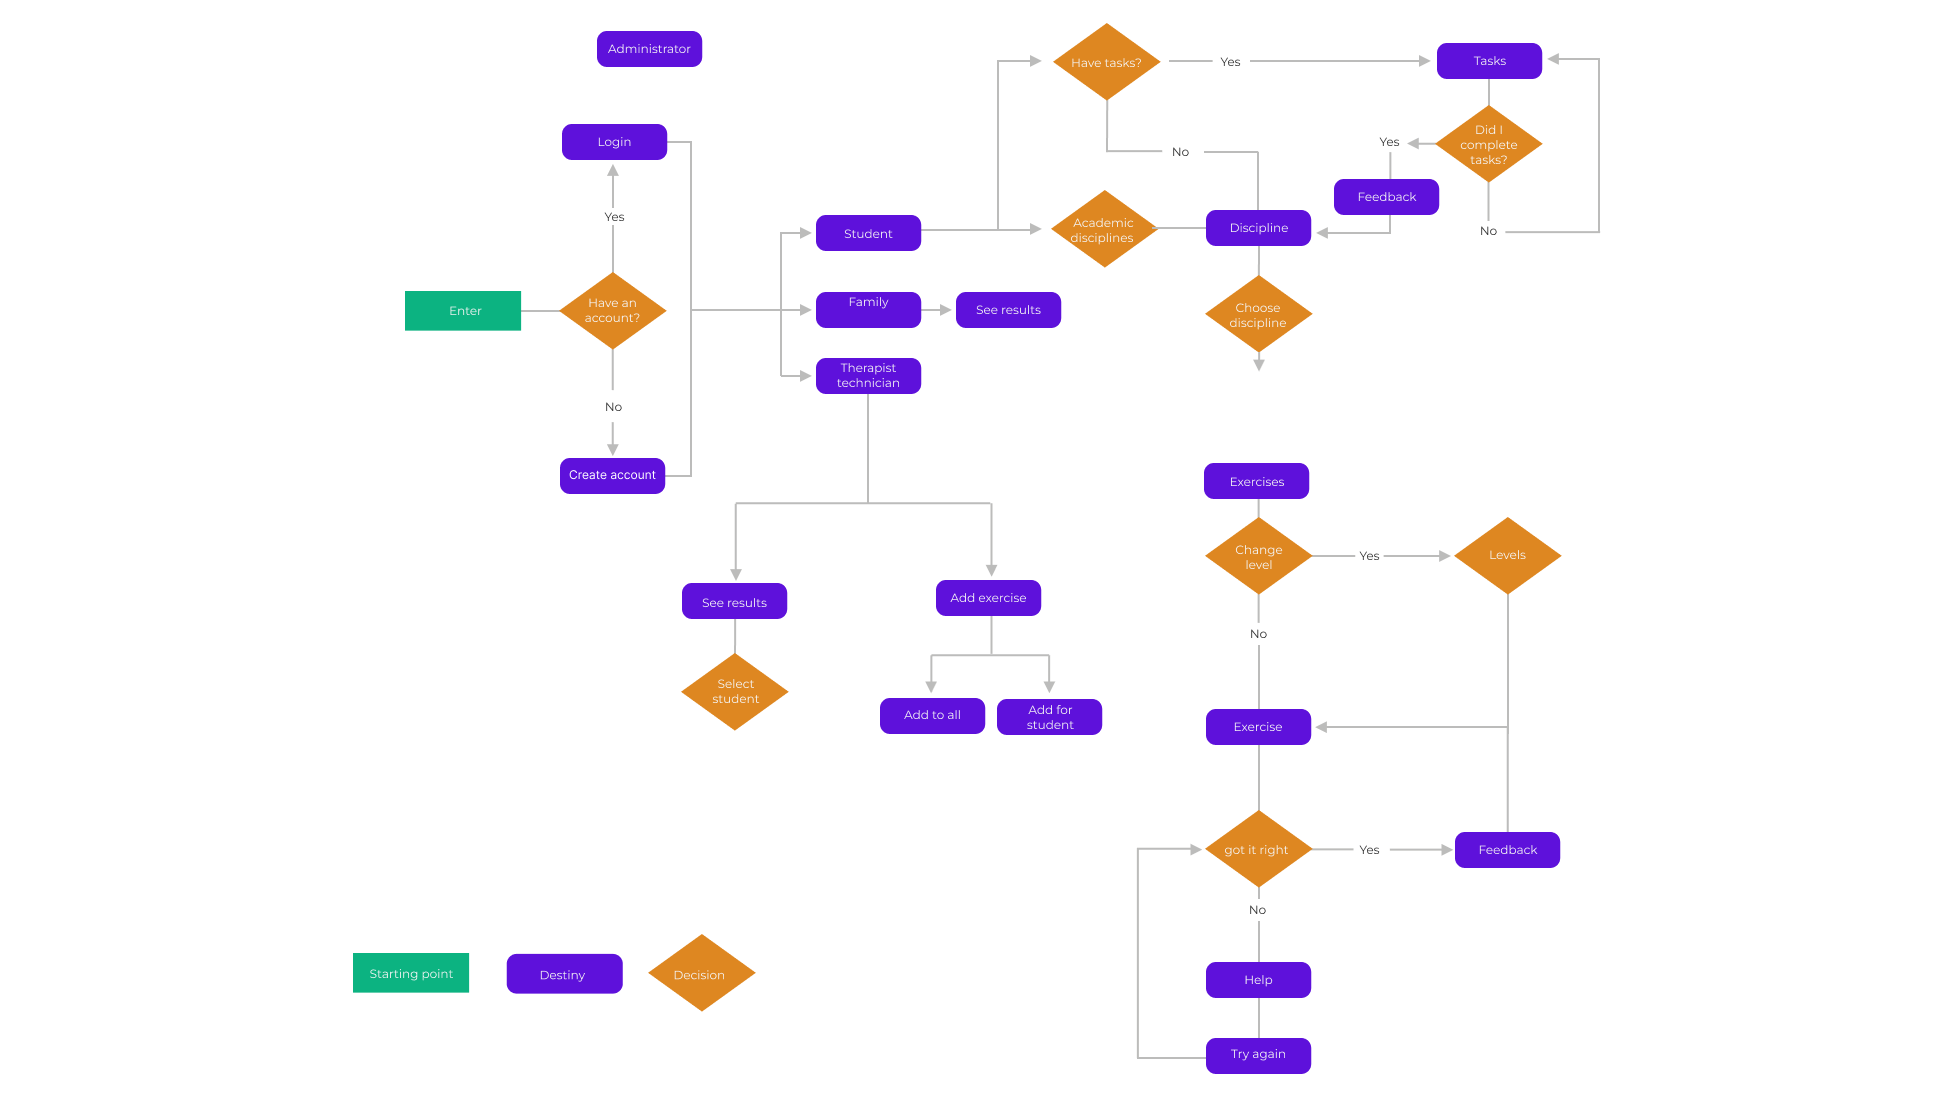 Administrator
Have tasks?
Yes
Tasks
Login
Did I
complete
tasks?
Yes
No
Feedback
Yes
Academic
disciplines
Discipline
No
Student
Enter
Have an
account?
Family
See results
Choose
discipline
Therapist
technician
No
Create account
Exercises
Change
level
Yes
Levels
See results
Add exercise
No
Select
student
Add to all
Add for
student
Exercise
got it right
Yes
Feedback
No
Starting point
Destiny
Decision
Help
Try again